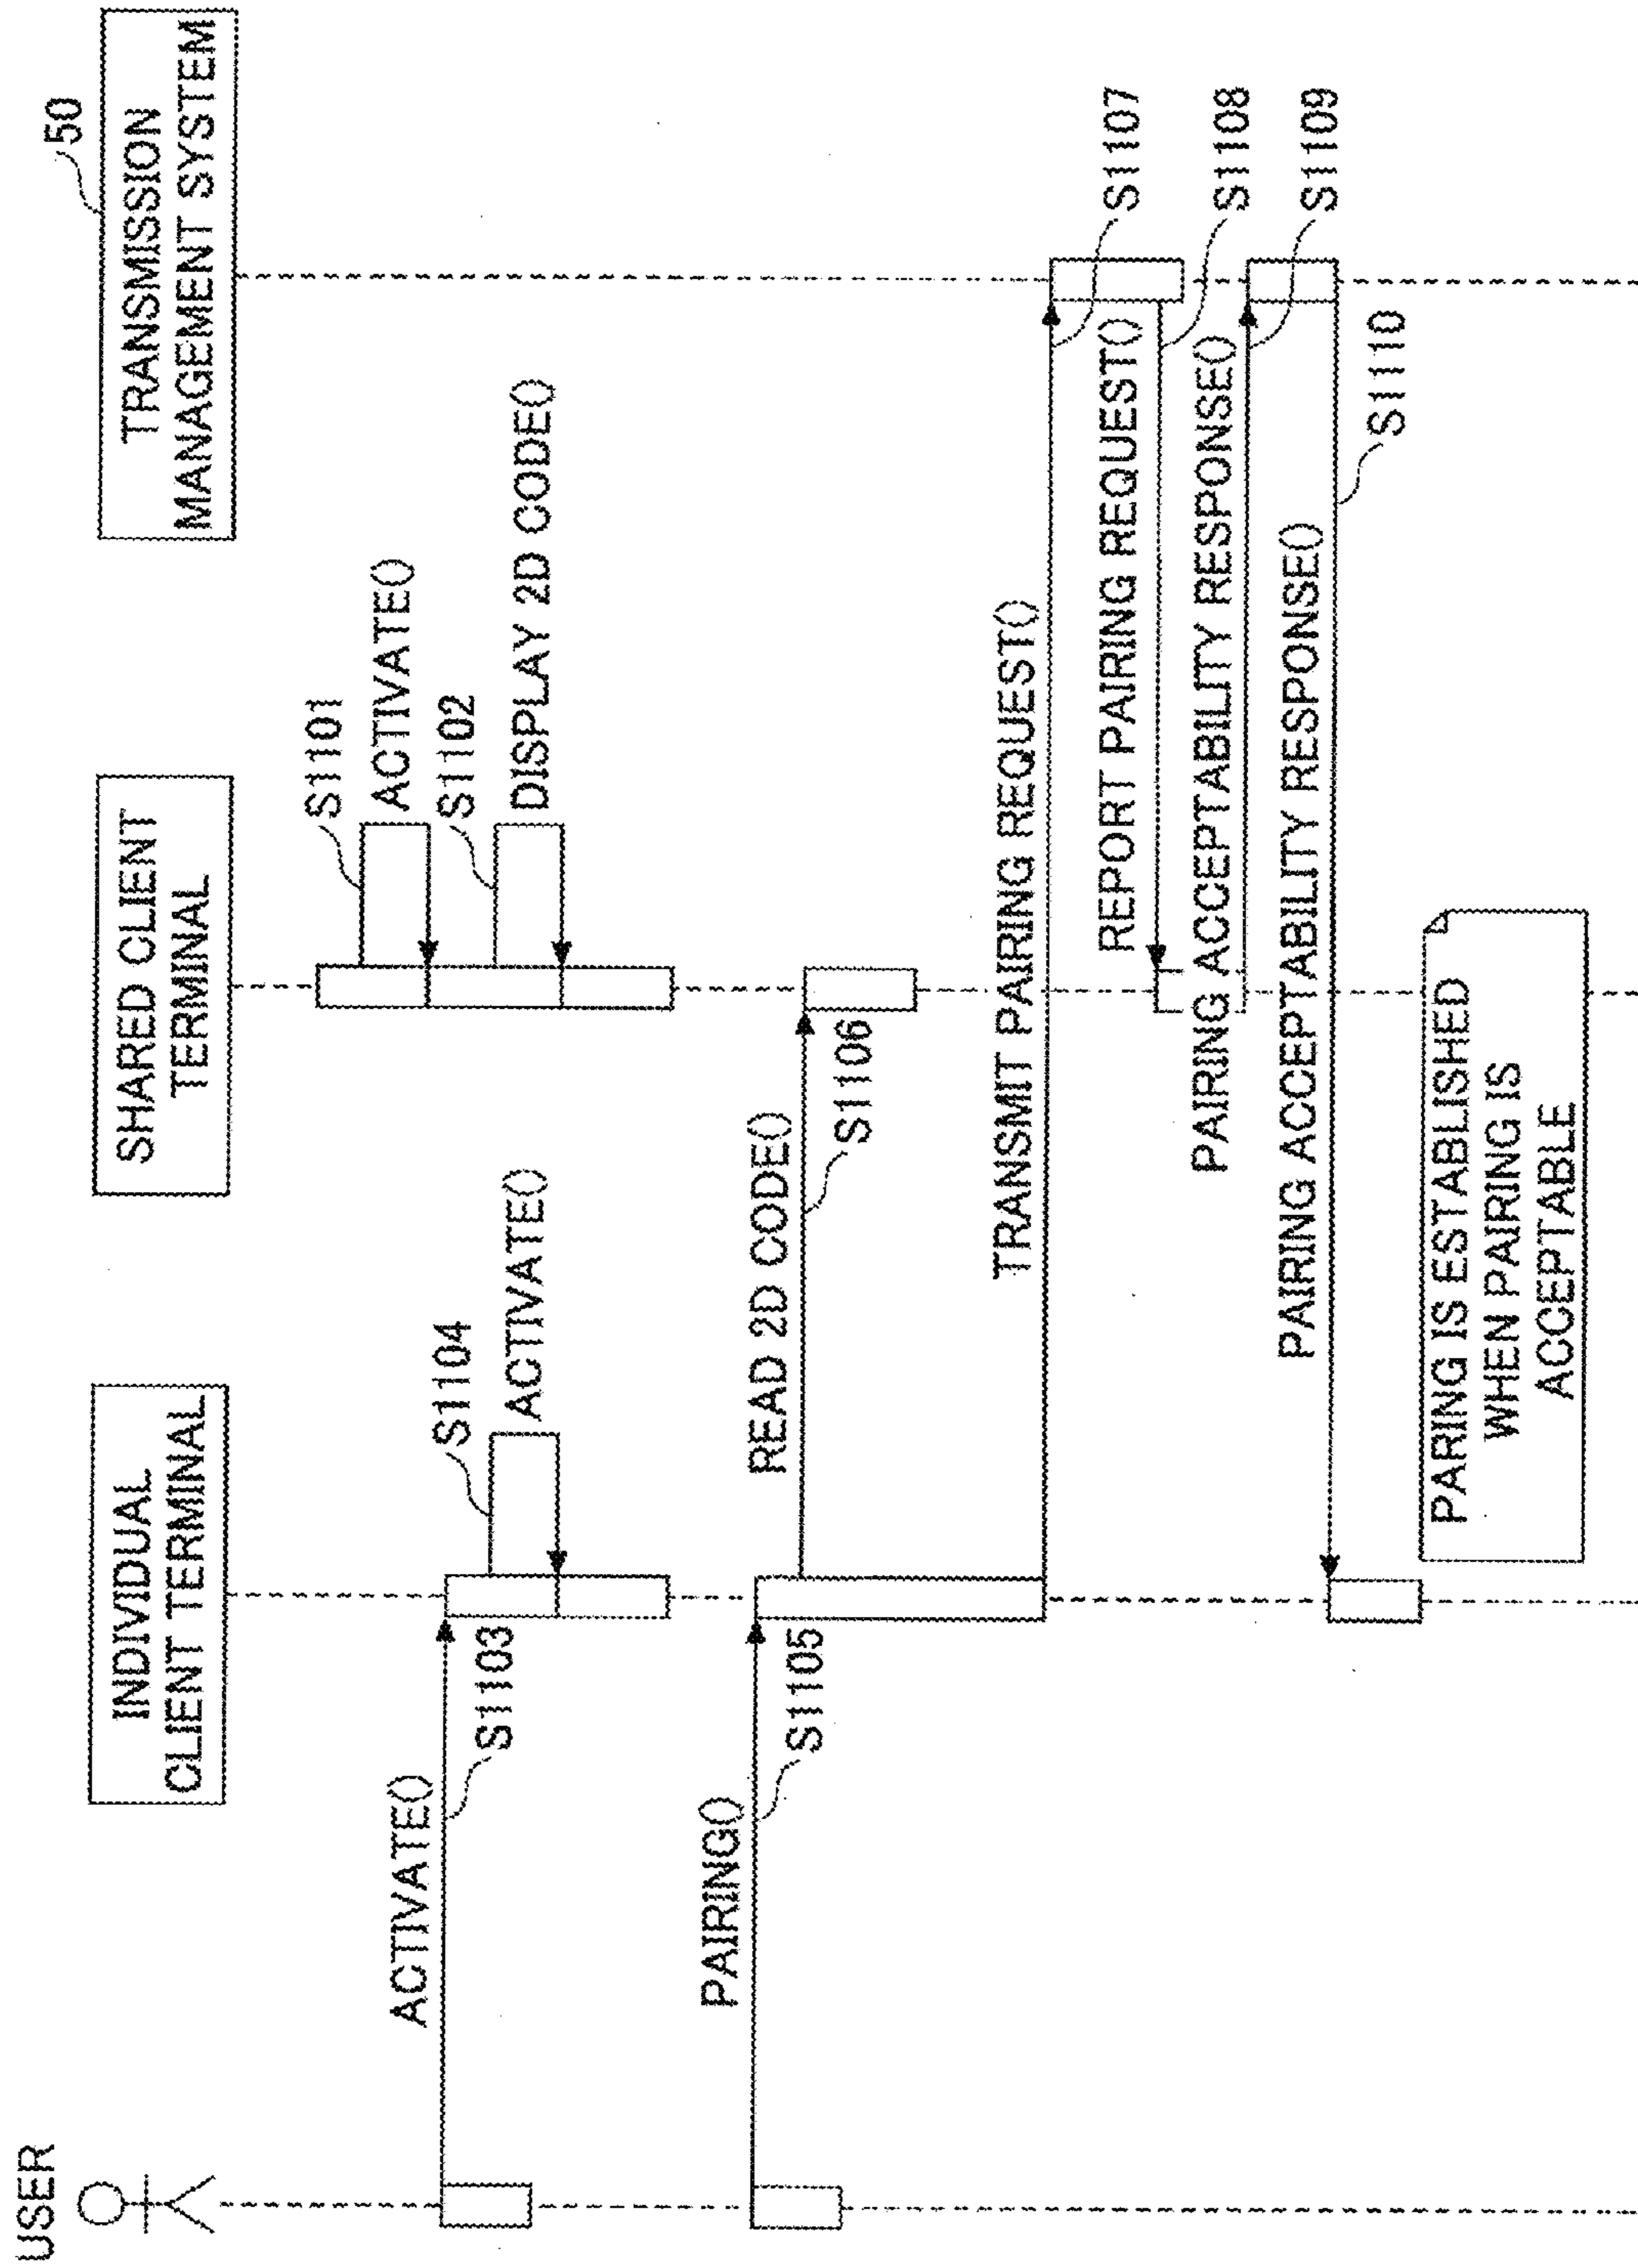 USER
INDIVIDUAL
CLIENT TERMINAL
SHARED CLIENT
TERMINAL
50
TRANSMISSION
MANAGEMENT SYSTEM
S1101
ACTIVATE()
S1102
DISPLAY 2D CODE()
ACTIVATE()
S1103
S1104
ACTIVATE()
PAIRING()
S1105
READ 2D CODE()
S1106
TRANSMIT PAIRING REQUEST()
S1107
REPORT PAIRING REQUEST()
S1108
PAIRING ACCEPTABILITY RESPONSE()
S1109
PAIRING ACCEPTABILITY RESPONSE()
S1110
PARING IS ESTABLISHED
WHEN PAIRING IS
ACCEPTABLE